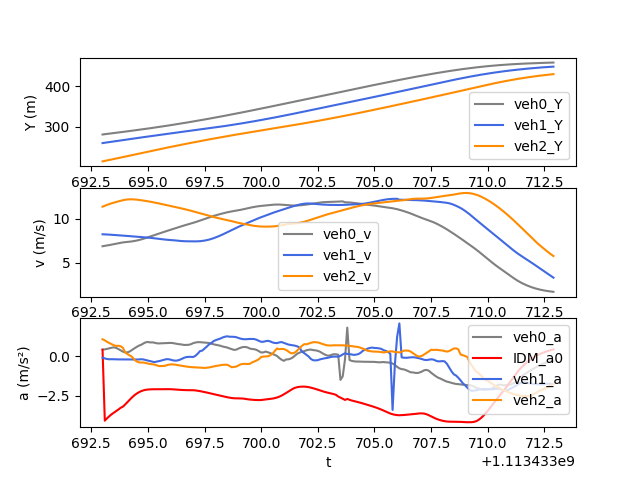 Y (m)
400
300
veh0_Y
veh1_Y
veh2_Y
692.5 695.0 697.5 700.0 702.5 705.0 707.5 710.0 712.5
v (m/s)
10
5
veh0_v
veh1_v
veh2_v
692.5 695.0 697.5 700.0 702.5 705.0 707.5 710.0 712.5
a (m/s²)
0.0
−2.5
veh0_a
IDM_a0
veh1_a
veh2_a
692.5 695.0 697.5 700.0 702.5 705.0 707.5 710.0 712.5
t
+1.113433e9